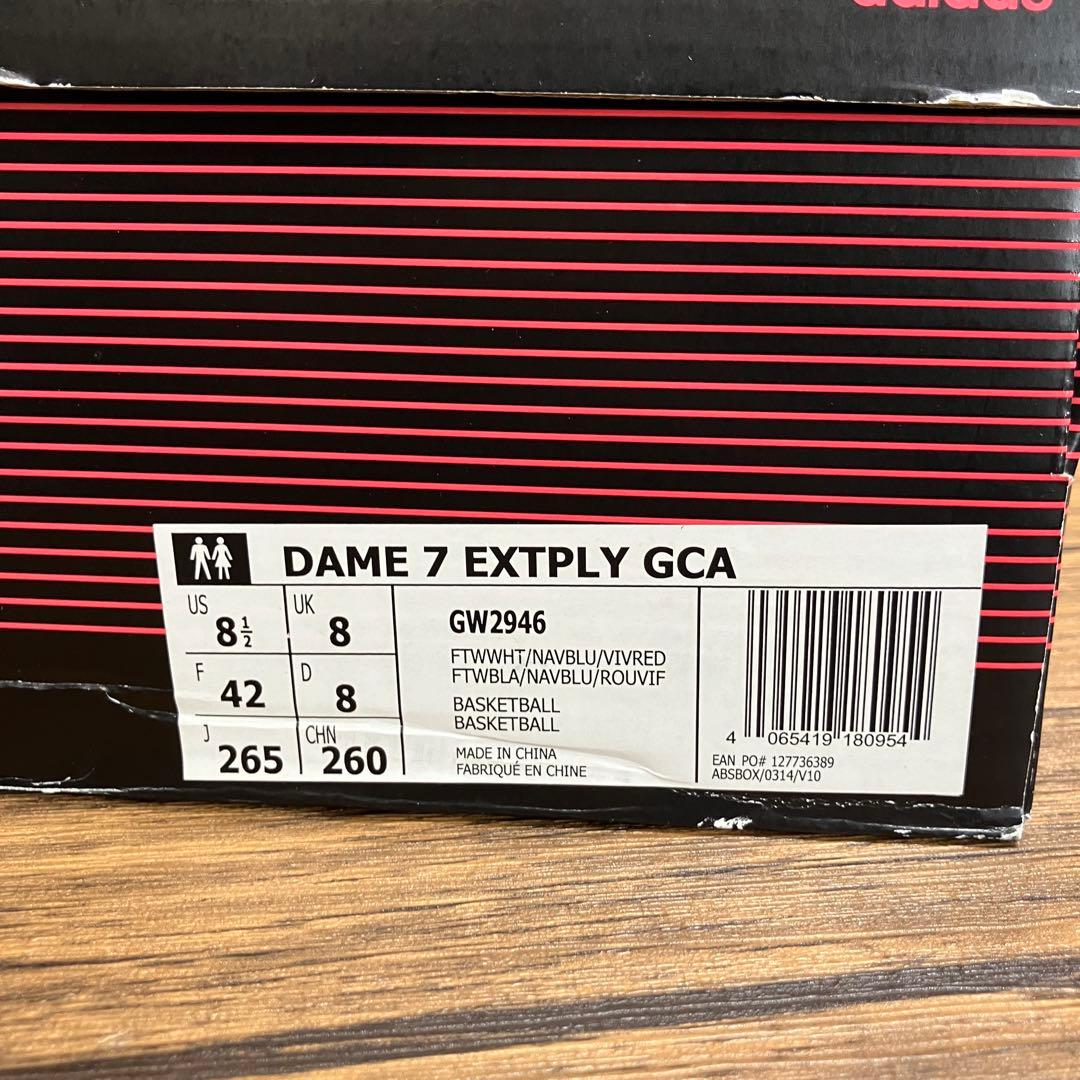 adidas
DAME 7 EXTPLY GCA
US 8 1/2 UK 8
F 42 D 8
J 265 CHN 260
GW2946
FTWWHT/NAVBLU/VIVRED
FTWBLA/NAVBLU/ROUVIF
BASKETBALL
BASKETBALL
MADE IN CHINA
FABRIQUÉ EN CHINE
4 065419 180954
EAN PO# 127736389
ABSBOX/0314/V10